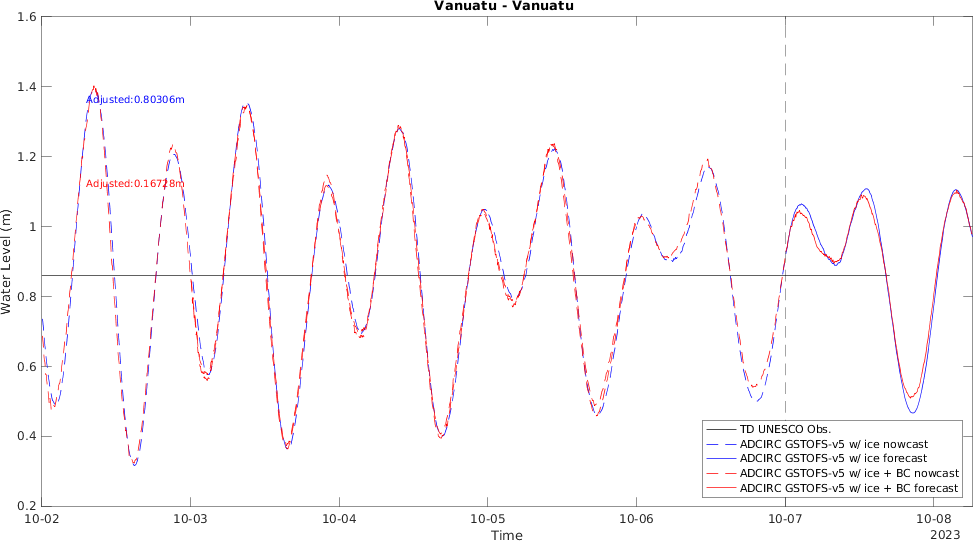 Vanuatu - Vanuatu
1.6
1.4
1.2
1
0.8
0.6
0.4
0.2
Water Level (m)
Adjusted:0.80306m
Adjusted:0.16728m
TD UNESCO Obs.
ADCIRC GSTOFS-v5 w/ ice nowcast
ADCIRC GSTOFS-v5 w/ ice forecast
ADCIRC GSTOFS-v5 w/ ice + BC nowcast
ADCIRC GSTOFS-v5 w/ ice + BC forecast
10-02 10-03 10-04 10-05 10-06 10-07 10-08
Time
2023